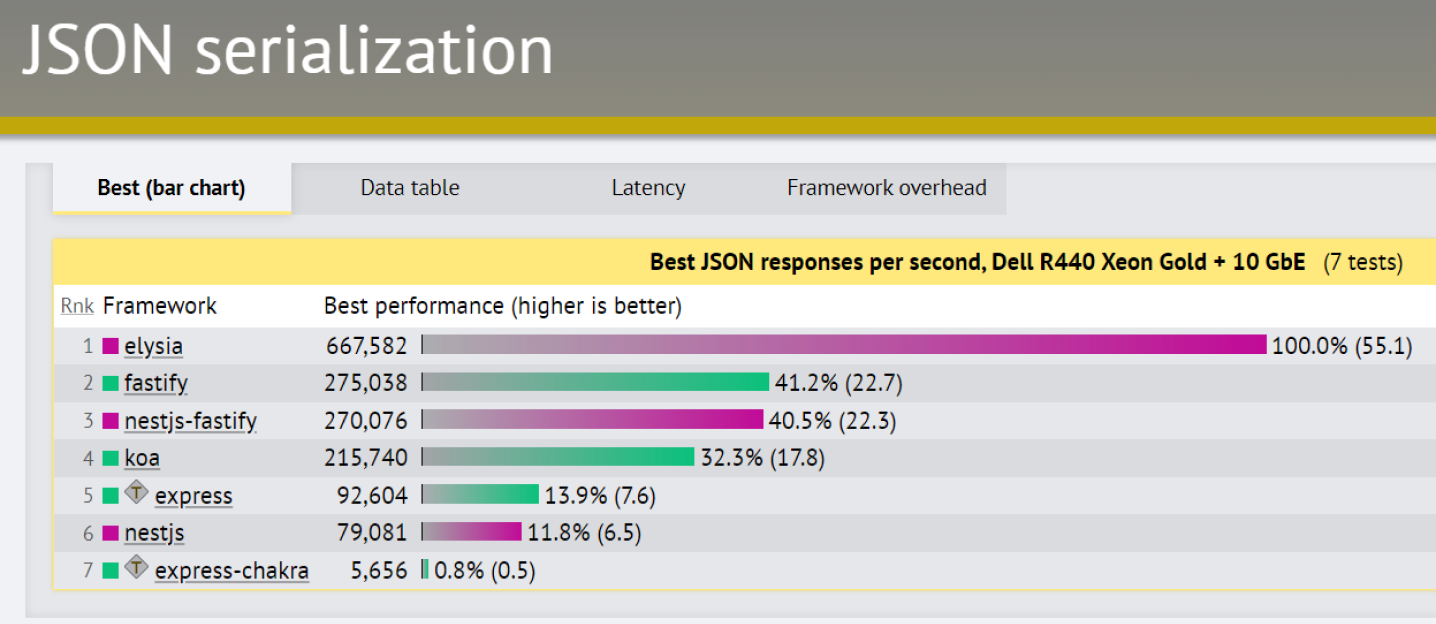 JSON serialization
Best (bar chart) Data table Latency Framework overhead
Best JSON responses per second, Dell R440 Xeon Gold + 10 GbE (7 tests)
Rnk Framework Best performance (higher is better)
1 elysia 667,582 100.0% (55.1)
2 fastify 275,038 41.2% (22.7)
3 nestjs-fastify 270,076 40.5% (22.3)
4 koa 215,740 32.3% (17.8)
5 T express 92,604 13.9% (7.6)
6 nestjs 79,081 11.8% (6.5)
7 T express-chakra 5,656 0.8% (0.5)